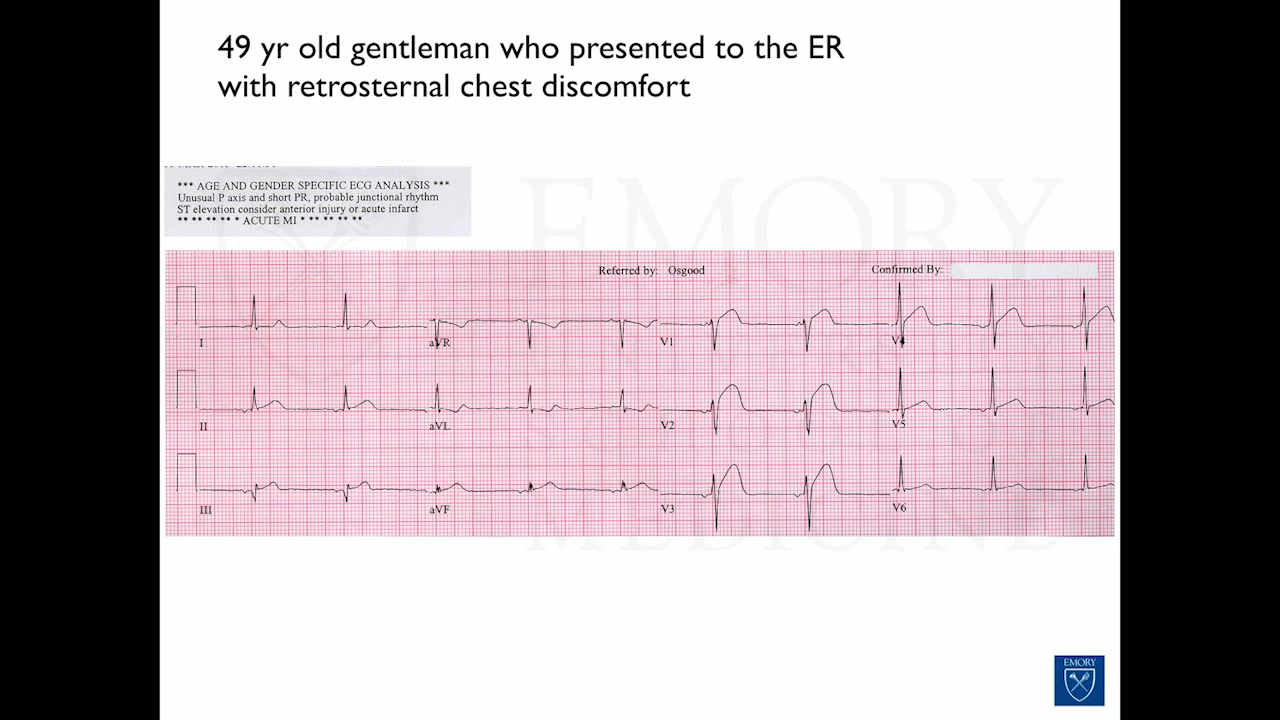 49 yr old gentleman who presented to the ER
with retrosternal chest discomfort
*** AGE AND GENDER SPECIFIC ECG ANALYSIS ***
Unusual P axis and short PR, probable junctional rhythm
ST elevation consider anterior injury or acute infarct
** ** ** ** * ACUTE MI * ** ** ** **
EMORY
Referred by: Osgood Confirmed By:
I aVR V1 V4
II aVL V2 V5
III aVF V3 V6
MEDICINE
EMORY